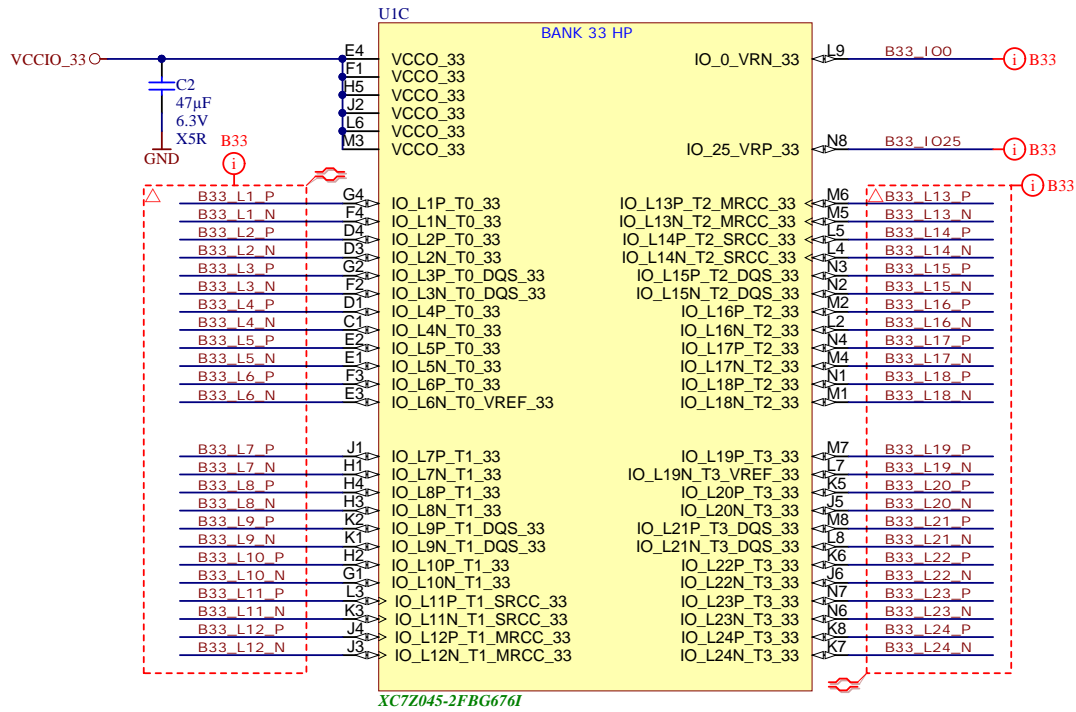 U1C
BANK 33 HP
VCCIO_33
E4 VCCO_33
F1 VCCO_33
H5 VCCO_33
J2 VCCO_33
L6 VCCO_33
M3 VCCO_33
C2
47µF
6.3V
X5R
GND
B33
IO_0_VRN_33 L9 B33_IO0 i B33
IO_25_VRP_33 N8 B33_IO25 i B33
i
i B33
B33_L1_P G4 IO_L1P_T0_33
B33_L1_N F4 IO_L1N_T0_33
B33_L2_P D4 IO_L2P_T0_33
B33_L2_N D3 IO_L2N_T0_33
B33_L3_P G2 IO_L3P_T0_DQS_33
B33_L3_N F2 IO_L3N_T0_DQS_33
B33_L4_P D1 IO_L4P_T0_33
B33_L4_N C1 IO_L4N_T0_33
B33_L5_P E2 IO_L5P_T0_33
B33_L5_N E1 IO_L5N_T0_33
B33_L6_P F3 IO_L6P_T0_33
B33_L6_N E3 IO_L6N_T0_VREF_33
B33_L7_P J1 IO_L7P_T1_33
B33_L7_N H1 IO_L7N_T1_33
B33_L8_P H4 IO_L8P_T1_33
B33_L8_N H3 IO_L8N_T1_33
B33_L9_P K2 IO_L9P_T1_DQS_33
B33_L9_N K1 IO_L9N_T1_DQS_33
B33_L10_P H2 IO_L10P_T1_33
B33_L10_N G1 IO_L10N_T1_33
B33_L11_P L3 IO_L11P_T1_SRCC_33
B33_L11_N K3 IO_L11N_T1_SRCC_33
B33_L12_P J4 IO_L12P_T1_MRCC_33
B33_L12_N J3 IO_L12N_T1_MRCC_33
IO_L13P_T2_MRCC_33 M6 B33_L13_P
IO_L13N_T2_MRCC_33 M5 B33_L13_N
IO_L14P_T2_SRCC_33 L5 B33_L14_P
IO_L14N_T2_SRCC_33 L4 B33_L14_N
IO_L15P_T2_DQS_33 N3 B33_L15_P
IO_L15N_T2_DQS_33 N2 B33_L15_N
IO_L16P_T2_33 M2 B33_L16_P
IO_L16N_T2_33 L2 B33_L16_N
IO_L17P_T2_33 N4 B33_L17_P
IO_L17N_T2_33 M4 B33_L17_N
IO_L18P_T2_33 N1 B33_L18_P
IO_L18N_T2_33 M1 B33_L18_N
IO_L19P_T3_33 M7 B33_L19_P
IO_L19N_T3_VREF_33 L7 B33_L19_N
IO_L20P_T3_33 K5 B33_L20_P
IO_L20N_T3_33 J5 B33_L20_N
IO_L21P_T3_DQS_33 M8 B33_L21_P
IO_L21N_T3_DQS_33 L8 B33_L21_N
IO_L22P_T3_33 K6 B33_L22_P
IO_L22N_T3_33 J6 B33_L22_N
IO_L23P_T3_33 N7 B33_L23_P
IO_L23N_T3_33 N6 B33_L23_N
IO_L24P_T3_33 K8 B33_L24_P
IO_L24N_T3_33 K7 B33_L24_N
XC7Z045-2FBG676I